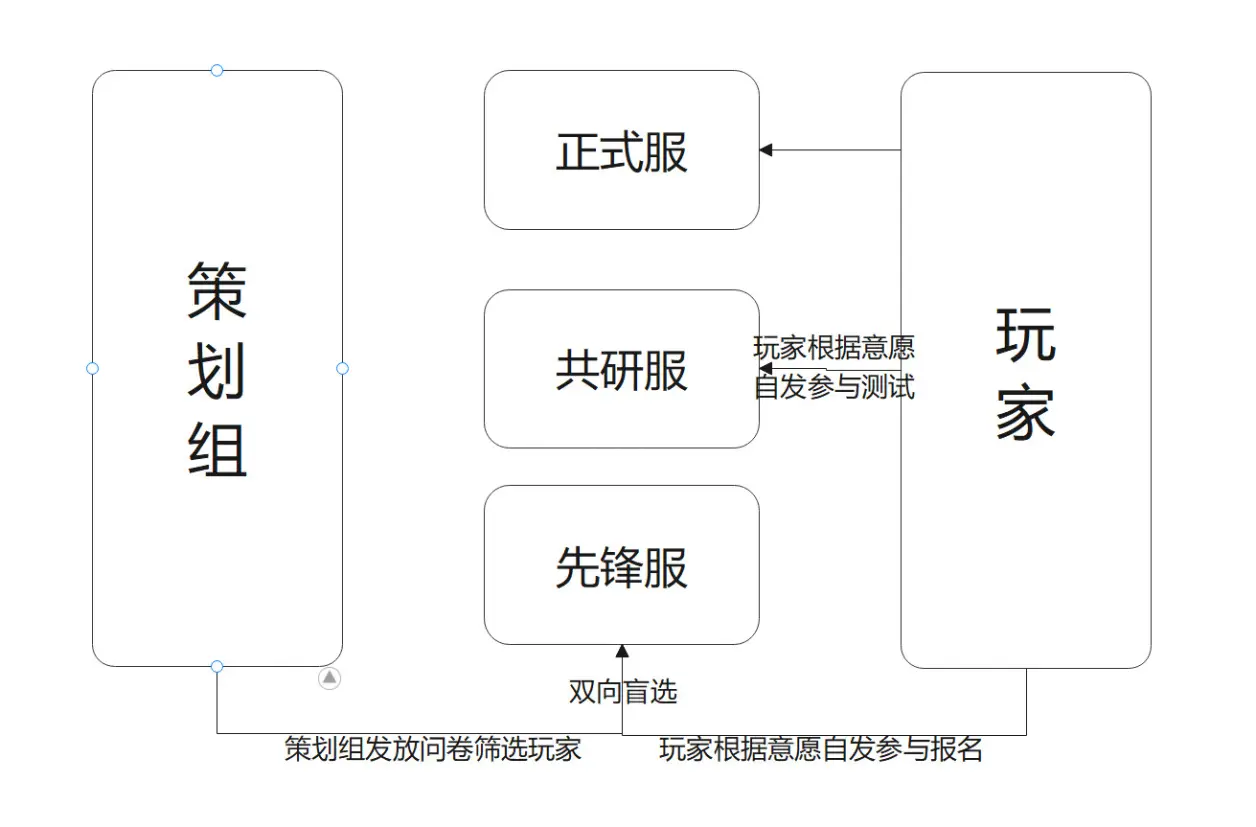 策
划
组
正式服
共研服
先锋服
玩家根据意愿
自发参与测试
玩
家
双向盲选
策划组发放问卷筛选玩家
玩家根据意愿自发参与报名